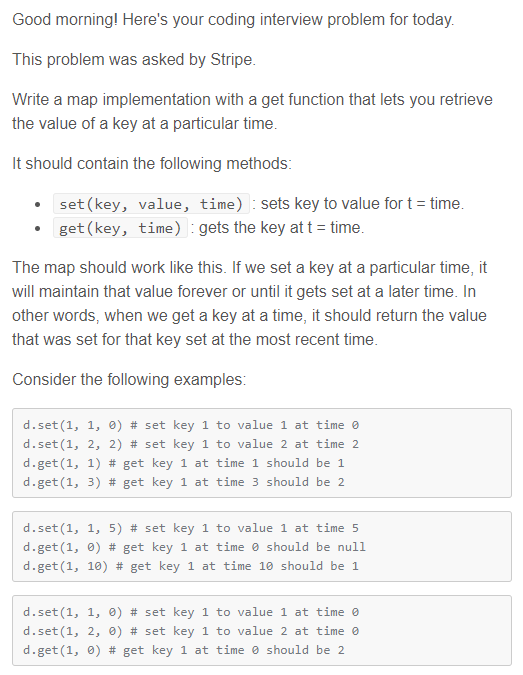 Good morning! Here's your coding interview problem for today.
This problem was asked by Stripe.
Write a map implementation with a get function that lets you retrieve
the value of a key at a particular time.
It should contain the following methods:
• set(key, value, time) : sets key to value for t = time.
• get(key, time) : gets the key at t = time.
The map should work like this. If we set a key at a particular time, it
will maintain that value forever or until it gets set at a later time. In
other words, when we get a key at a time, it should return the value
that was set for that key set at the most recent time.
Consider the following examples:
d.set(1, 1, 0) # set key 1 to value 1 at time 0
d.set(1, 2, 2) # set key 1 to value 2 at time 2
d.get(1, 1) # get key 1 at time 1 should be 1
d.get(1, 3) # get key 1 at time 3 should be 2
d.set(1, 1, 5) # set key 1 to value 1 at time 5
d.get(1, 0) # get key 1 at time 0 should be null
d.get(1, 10) # get key 1 at time 10 should be 1
d.set(1, 1, 0) # set key 1 to value 1 at time 0
d.set(1, 2, 0) # set key 1 to value 2 at time 0
d.get(1, 0) # get key 1 at time 0 should be 2